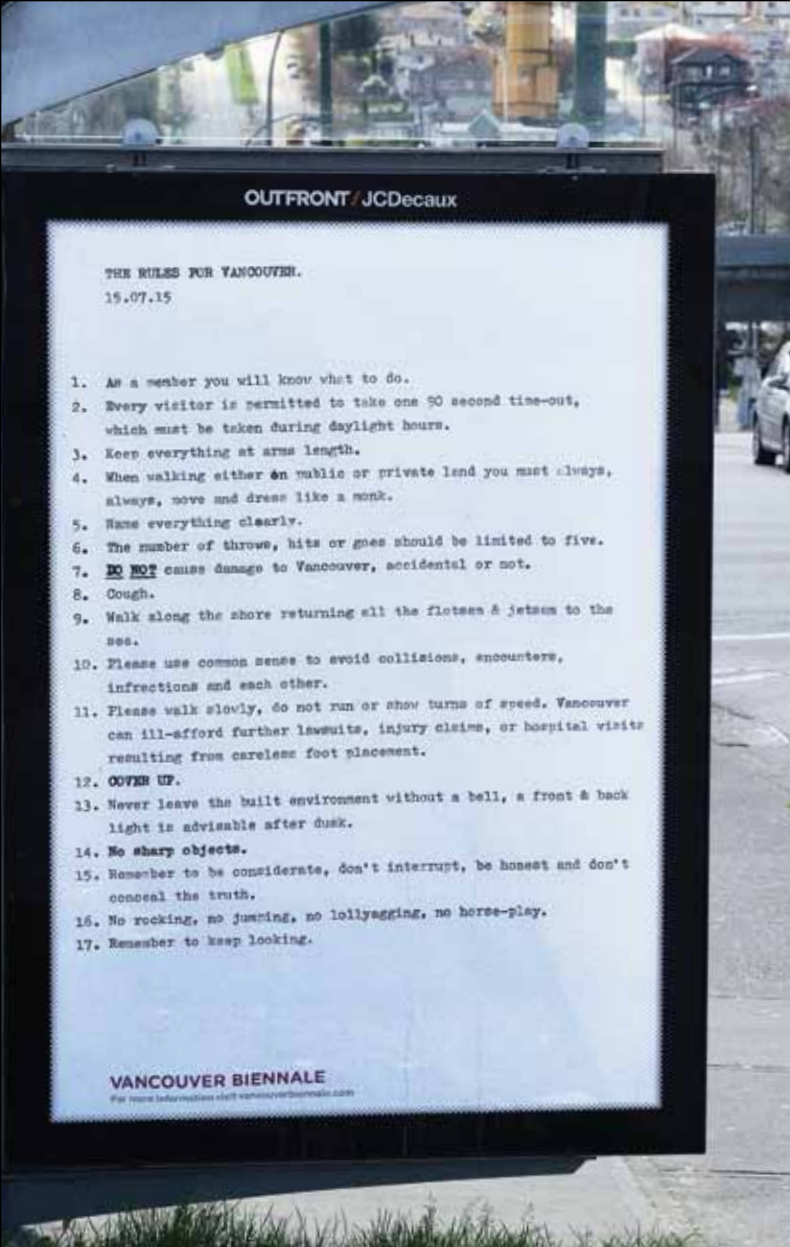 OUTFRONT/JCDecaux
THE RULES FOR VANCOUVER.
15.07.15
1. As a member you will know what to do.
2. Every visitor is permitted to take one 90 second time-out,
which must be taken during daylight hours.
3. Keep everything at arms length.
4. When walking either on public or private land you must always,
always, move and dress like a monk.
5. Name everything clearly.
6. The number of throws, hits or goes should be limited to five.
7. DO NOT cause damage to Vancouver, accidental or not.
8. Cough.
9. Walk along the shore returning all the flotsam & jetsam to the
sea.
10. Please use common sense to avoid collisions, encounters,
infractions and each other.
11. Please walk slowly, do not run or show turns of speed. Vancouver
can ill-afford further lawsuits, injury claims, or hospital visits
resulting from careless foot placement.
12. COVER UP.
13. Never leave the built environment without a bell, a front & back
light is advisable after dusk.
14. No sharp objects.
15. Remember to be considerate, don't interrupt, be honest and don't
conceal the truth.
16. No rocking, no jumping, no lollyagging, no horse-play.
17. Remember to keep looking.
VANCOUVER BIENNALE
For more information visit vancouverbiennale.com